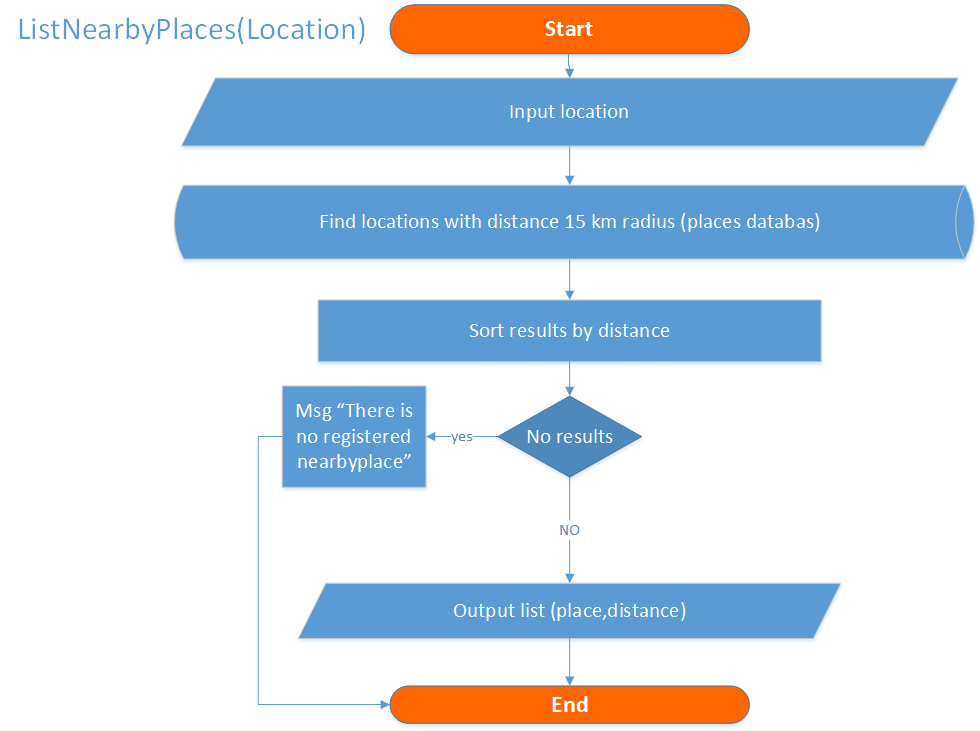 ListNearbyPlaces(Location)
Start
Input location
Find locations with distance 15 km radius (places databas)
Sort results by distance
Msg “There is
no registered
nearbyplace”
yes
No results
NO
Output list (place,distance)
End